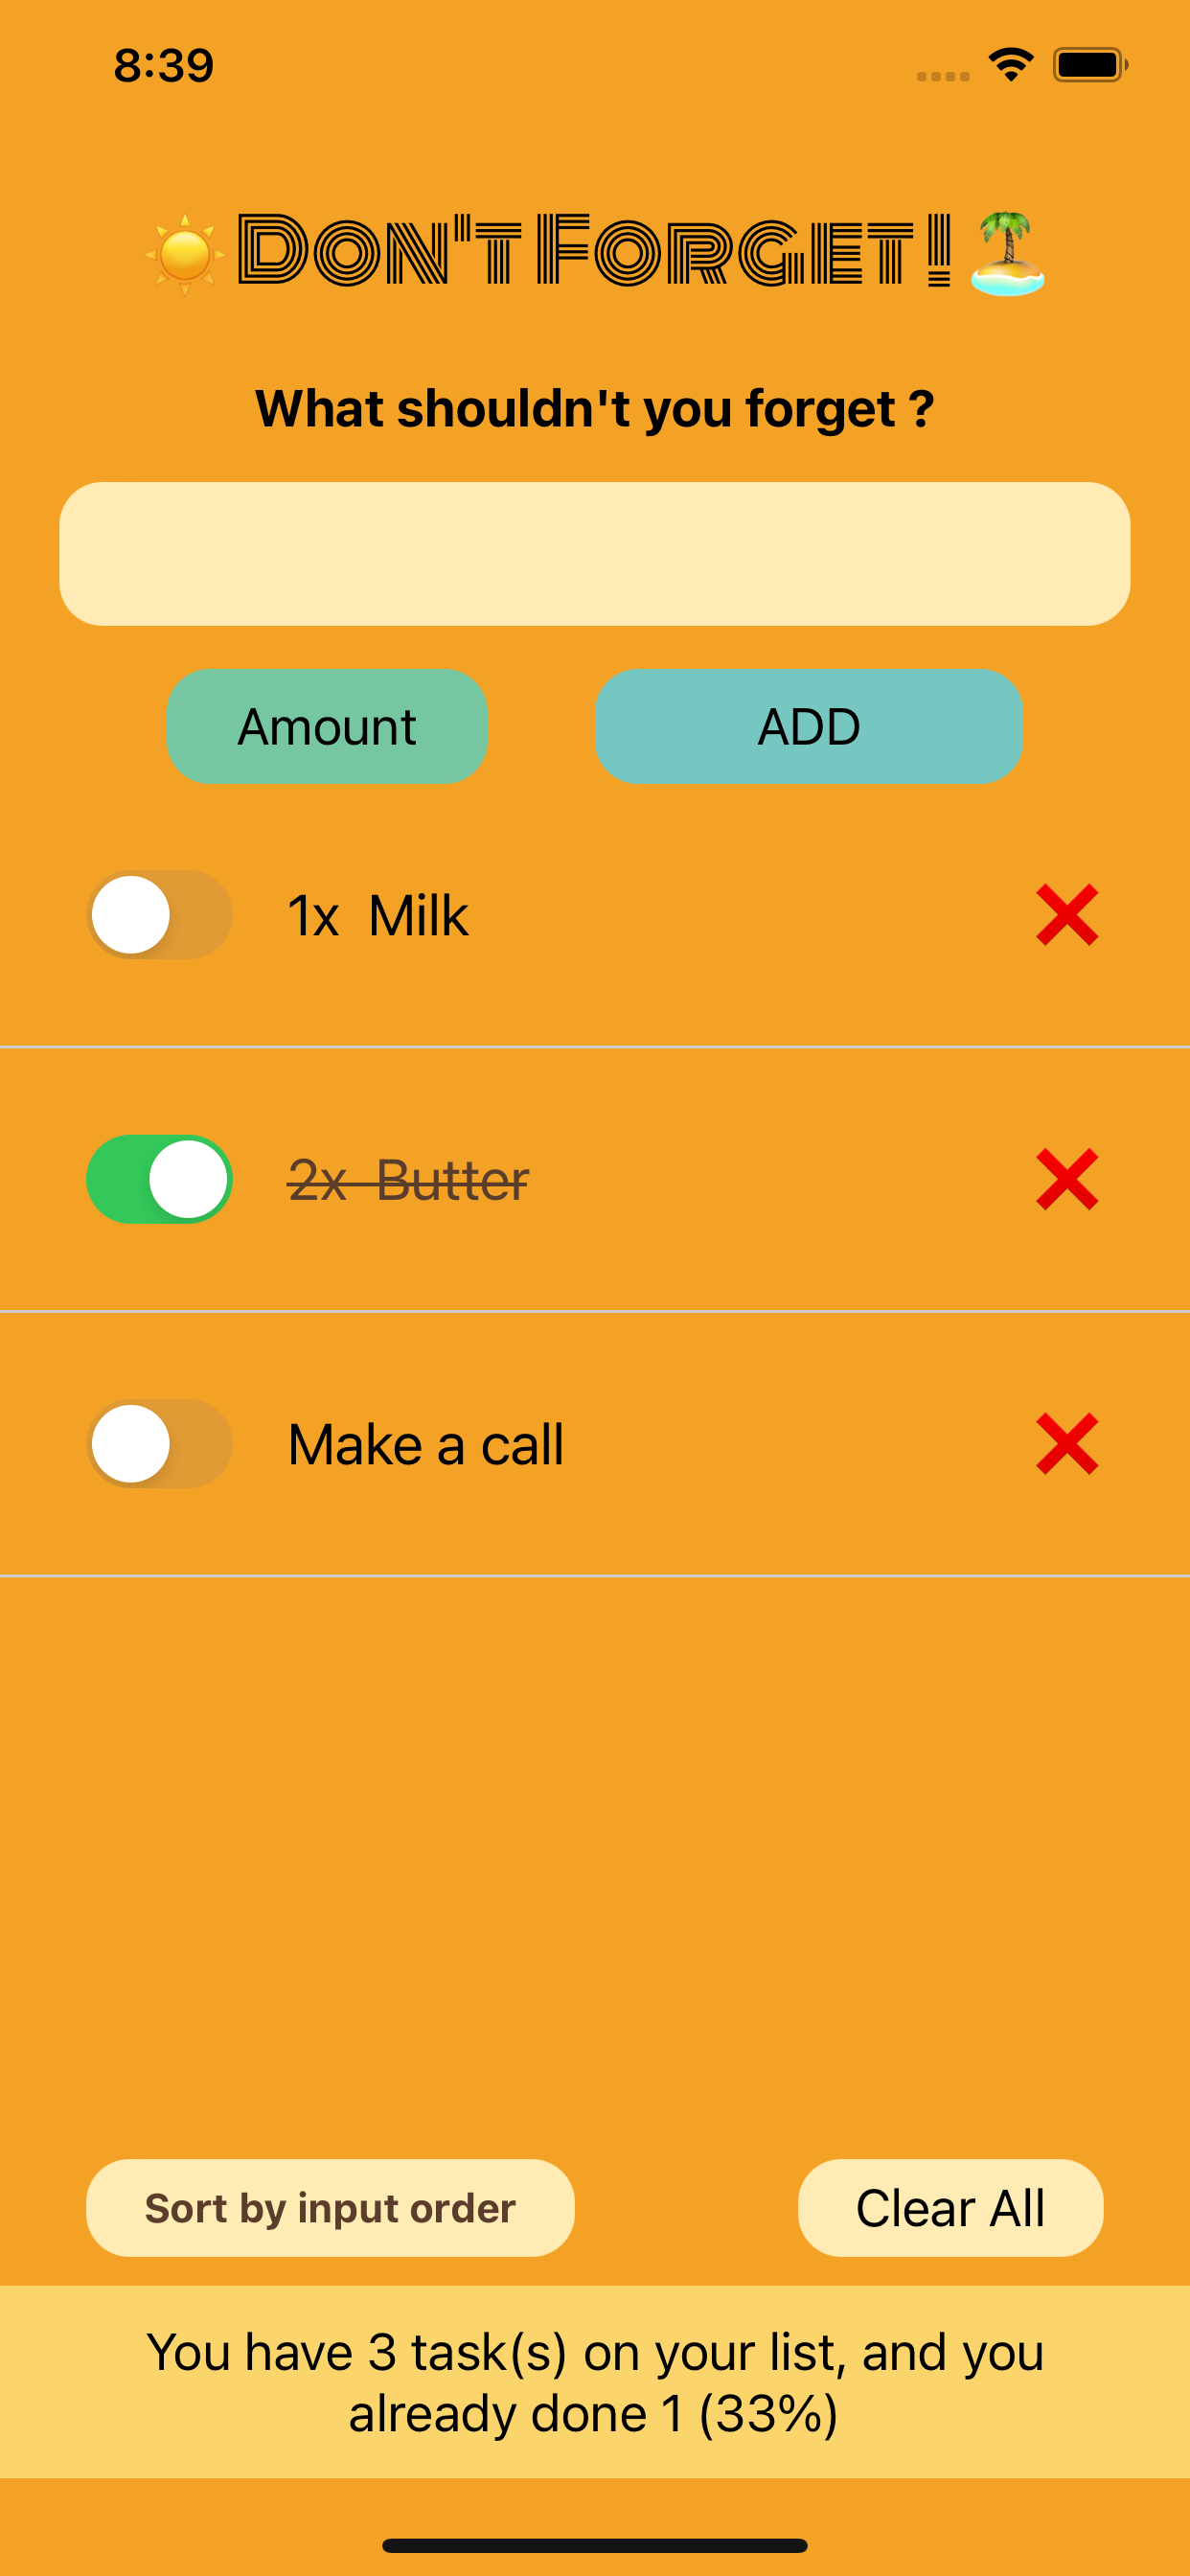 8:39
☀️ Don't Forget! 🏝️
What shouldn't you forget ?
Amount
ADD
1x  Milk
2x  Butter
Make a call
Sort by input order
Clear All
You have 3 task(s) on your list, and you
already done 1 (33%)